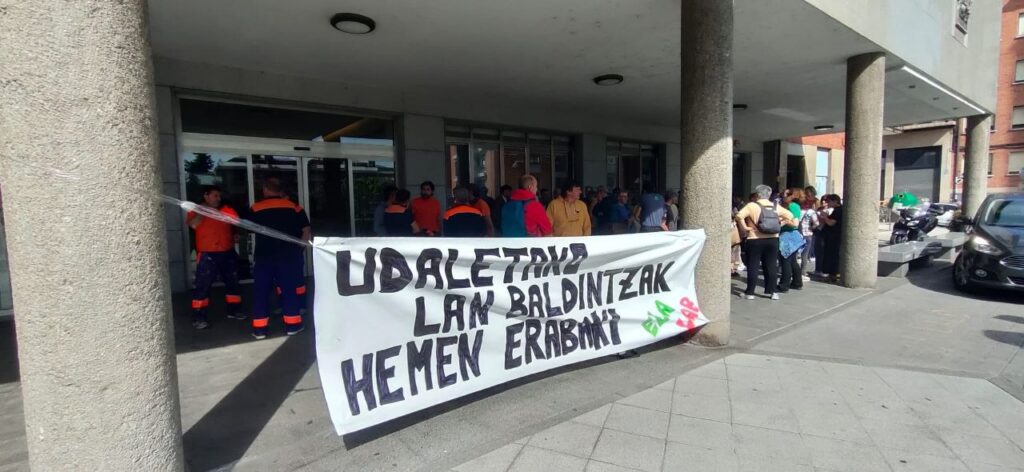 UDALETAKO
LAN BALDINTZAK
HEMEN ERABAKI
ELA
LAB